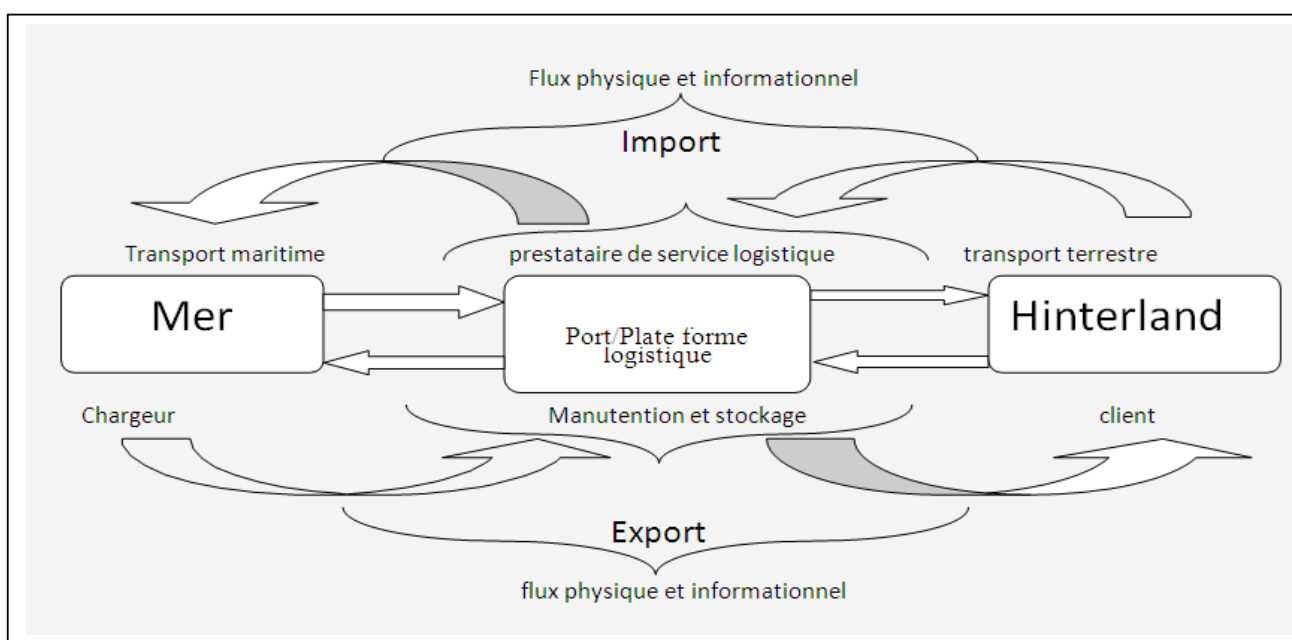 Flux physique et informationnel
Import
Transport maritime
prestataire de service logistique
transport terrestre
Mer
Port/Plate forme
logistique
Hinterland
Chargeur
Manutention et stockage
client
Export
flux physique et informationnel